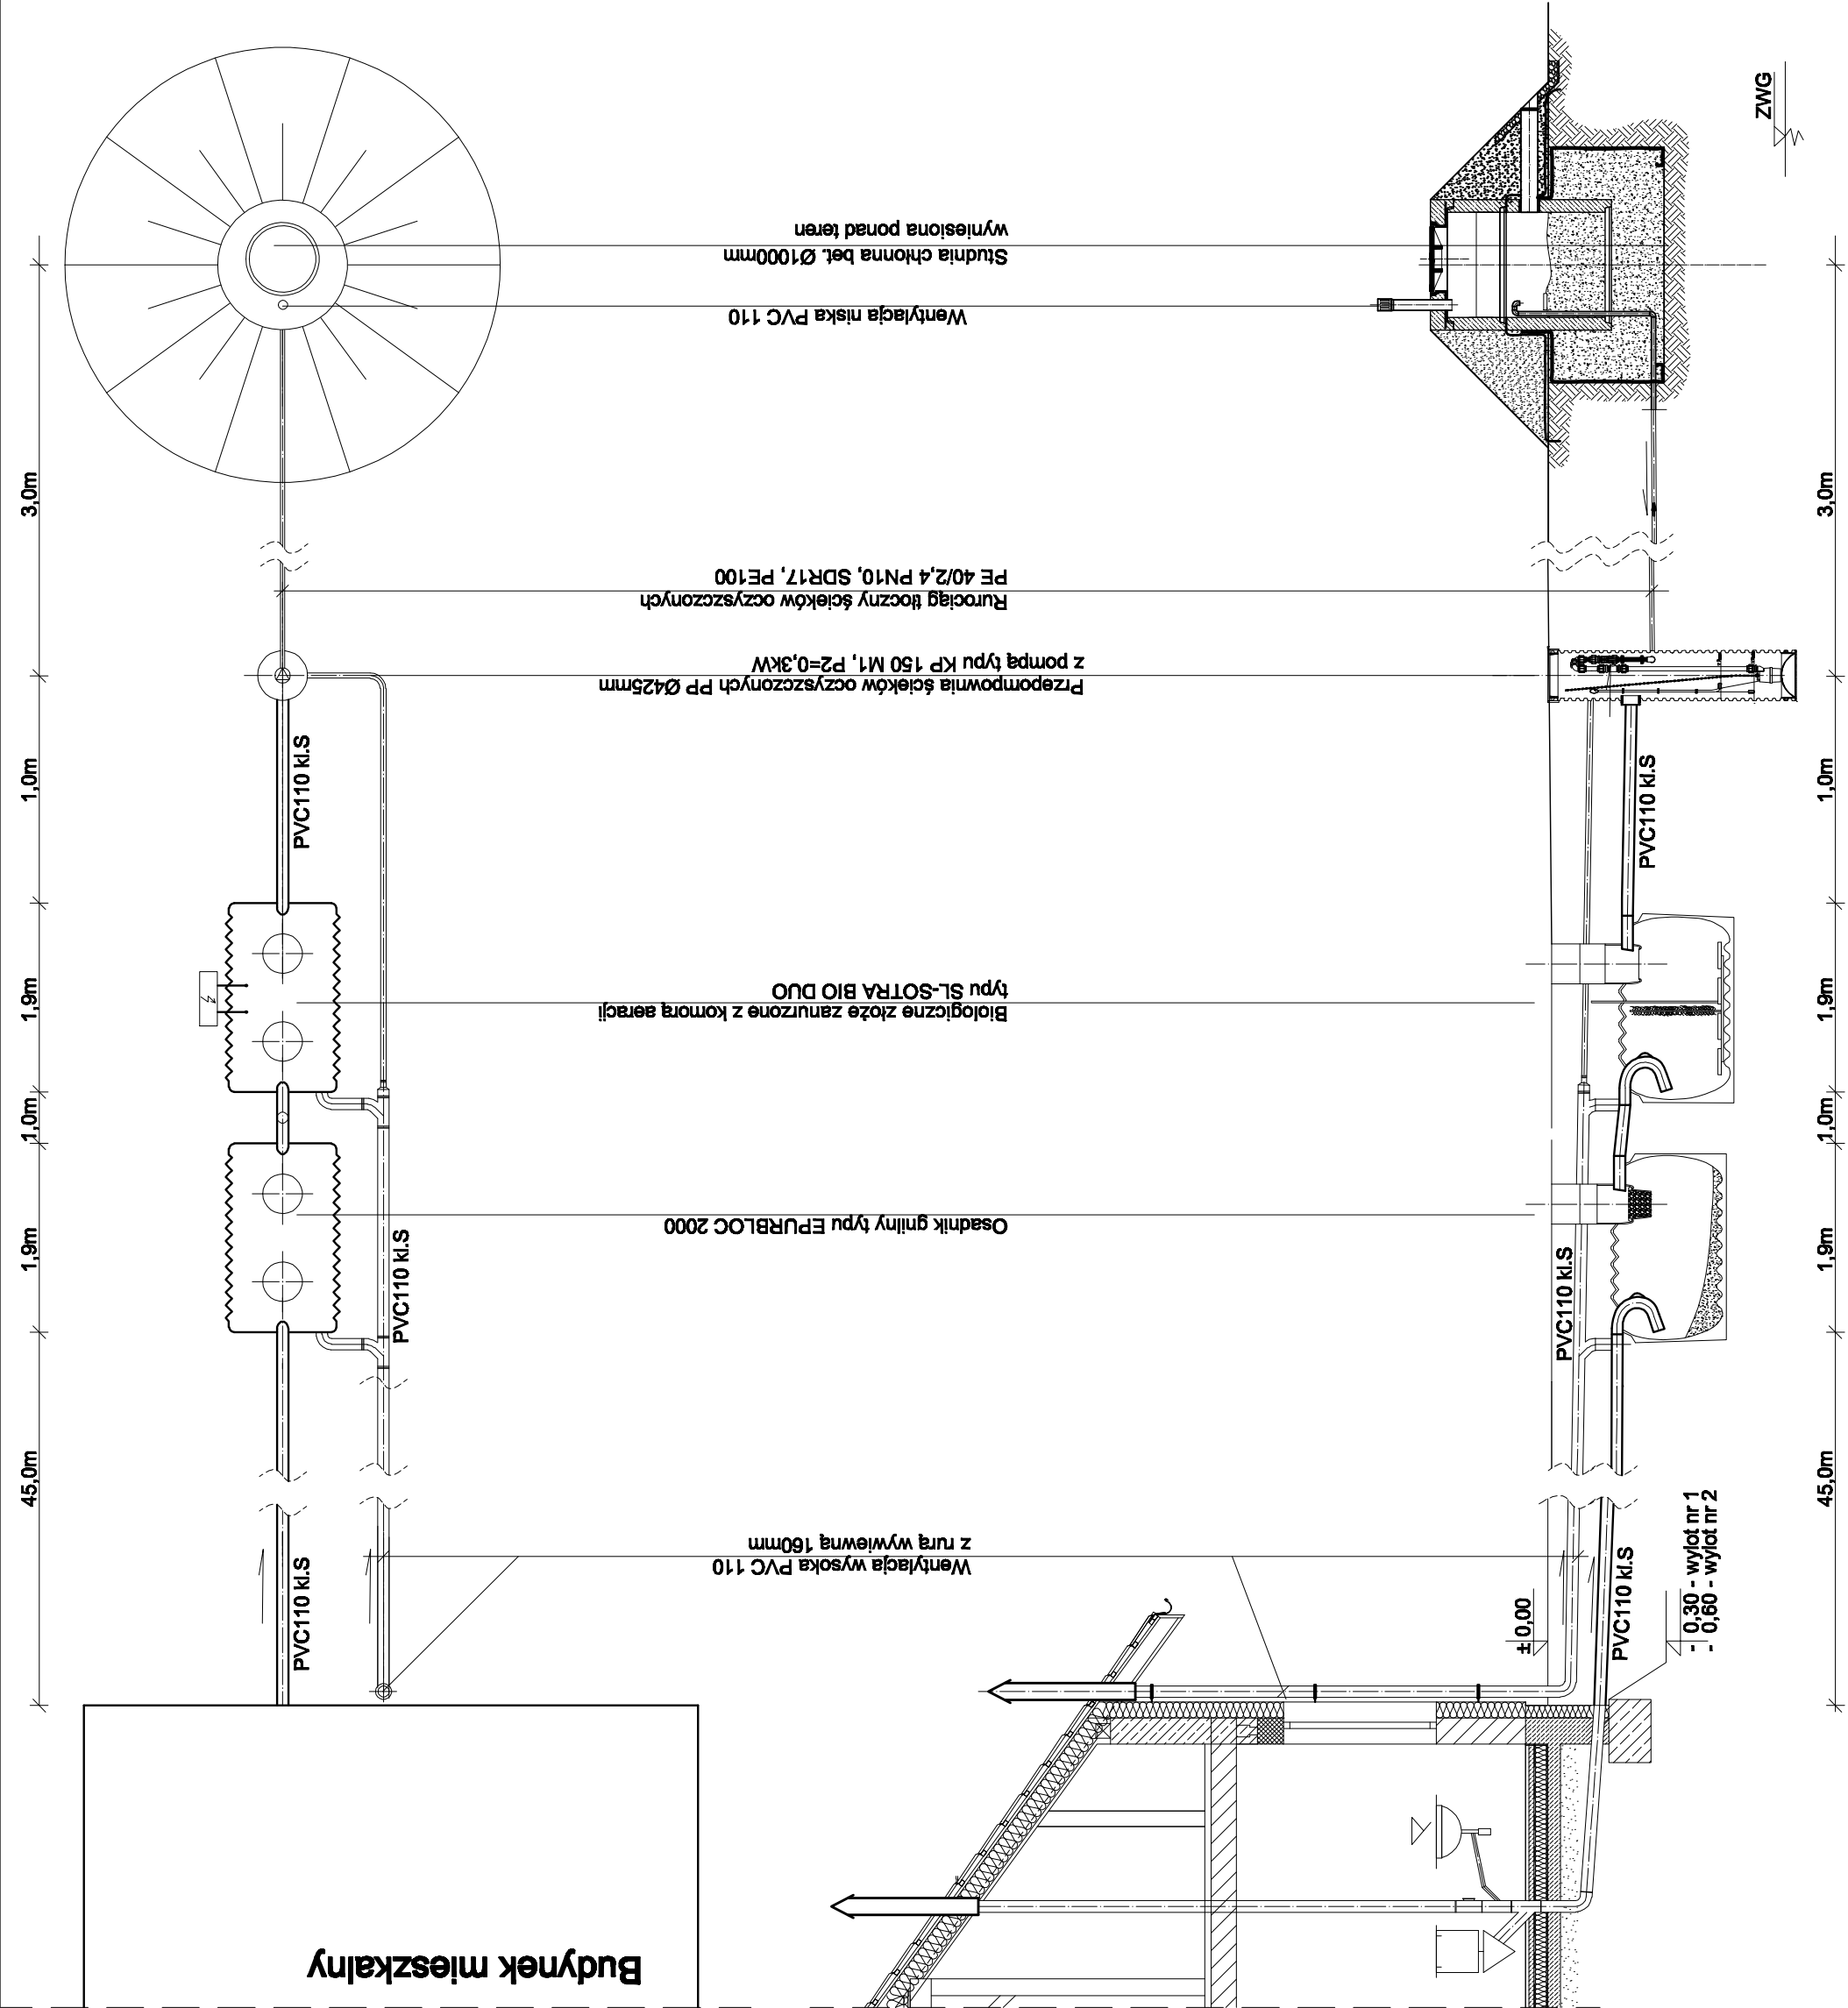 3,0m
1,0m
1,9m
1,0m
1,9m
45,0m
PVC110 kl.S
PVC110 kl.S
PVC110 kl.S
Budynek mieszkalny
Studnia chłonna bet. Ø1000mm
wyniesiona ponad teren
Wentylacja niska PVC 110
Rurociąg tłoczny ścieków oczyszczonych
PE 40/2,4 PN10, SDR17, PE100
Przepompownia ścieków oczyszczonych PP Ø425mm
z pompą typu KP 150 M1, P2=0,3kW
Biologiczne złoże zanurzone z komorą aeracji
typu SL-SOTRA BIO DUO
Osadnik gnilny typu EPURBLOC 2000
Wentylacja wysoka PVC 110
z rurą wywiewną 160mm
ZWG
PVC110 kl.S
PVC110 kl.S
PVC110 kl.S
±0,00
- 0,30 - wylot nr 1
- 0,60 - wylot nr 2
3,0m
1,0m
1,9m
1,0m
1,9m
45,0m